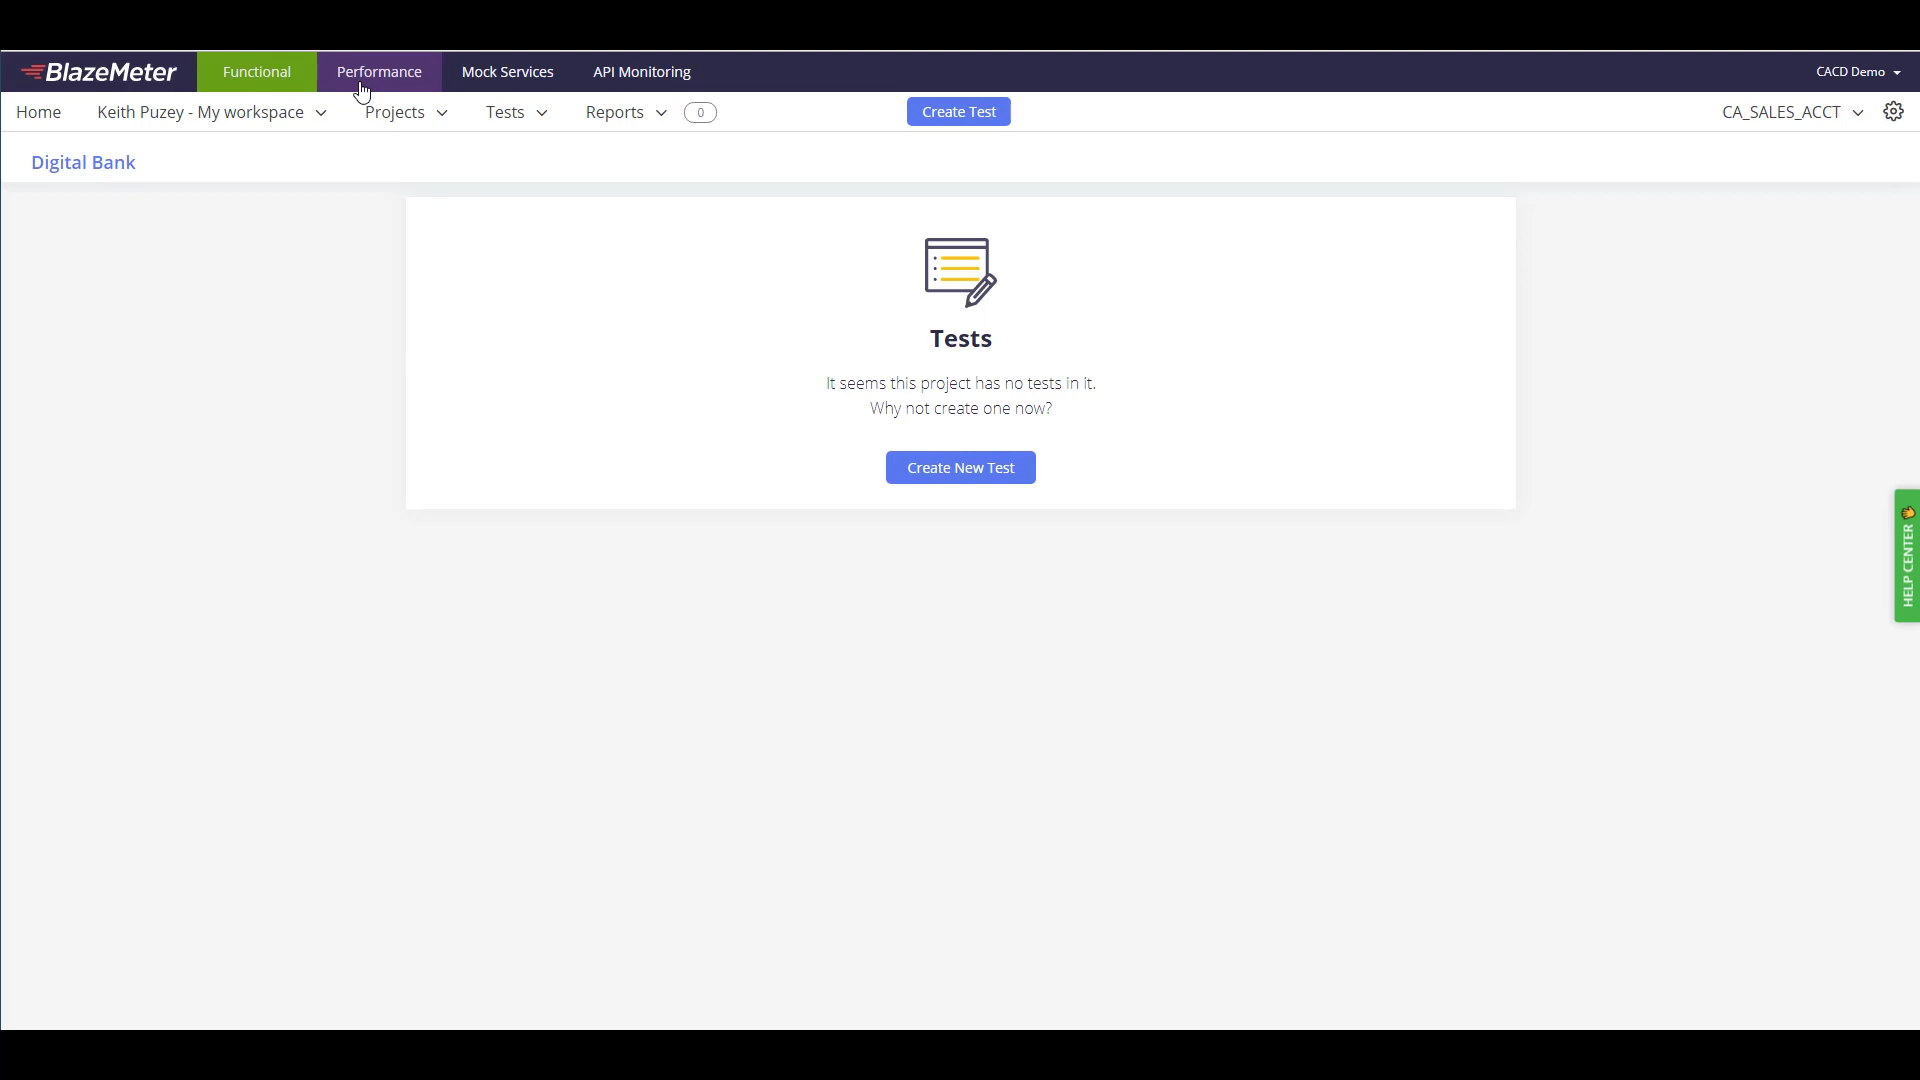 BlazeMeter Functional Performance Mock Services API Monitoring CACD Demo
Home Keith Puzey - My workspace Projects Tests Reports 0 Create Test CA_SALES_ACCT
Digital Bank
Tests
It seems this project has no tests in it.
Why not create one now?
Create New Test
HELP CENTER